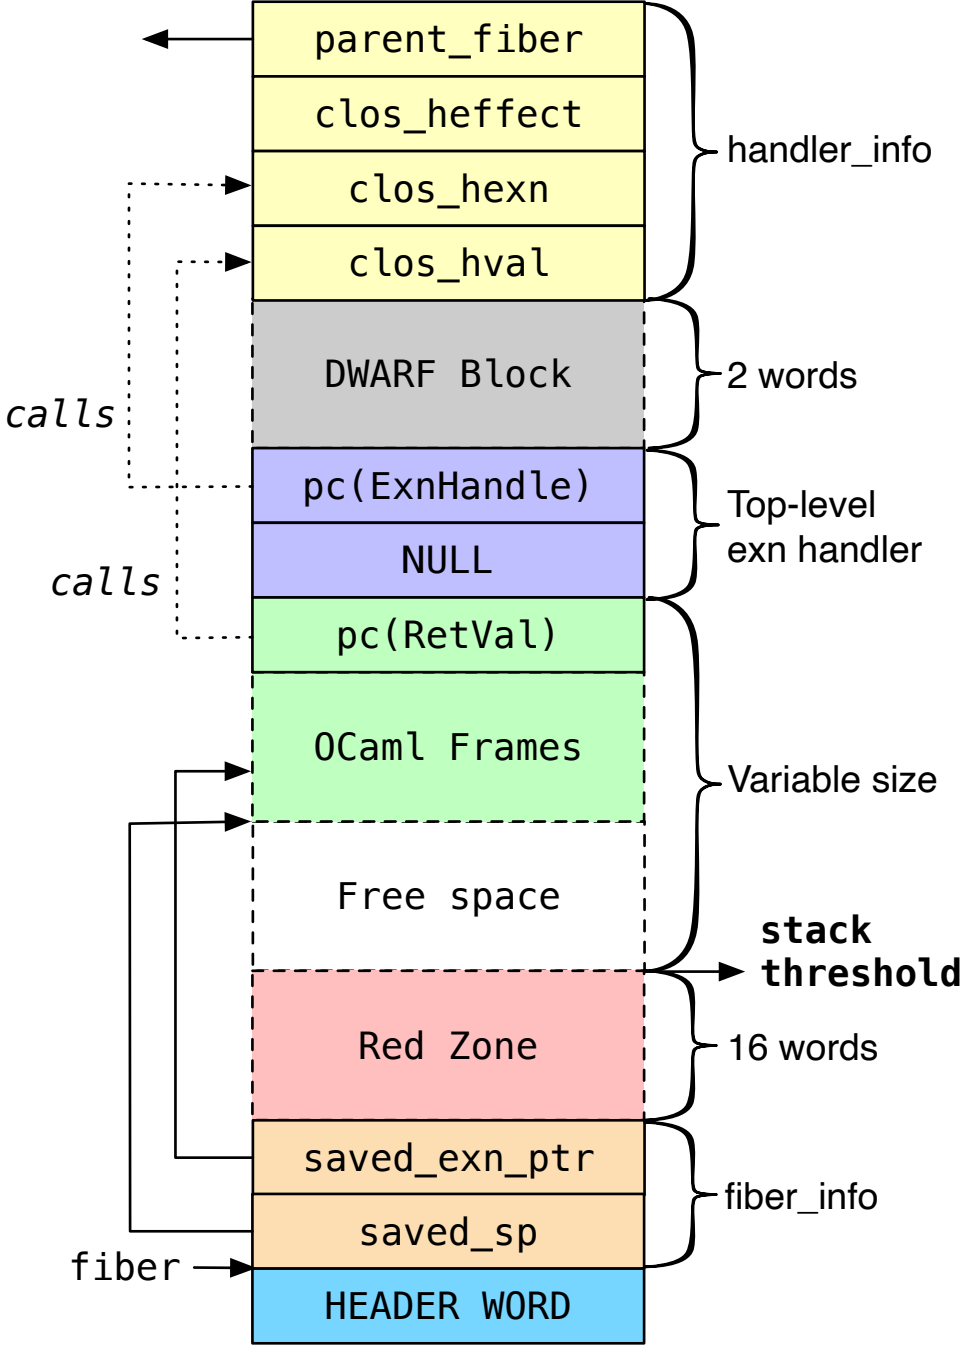 parent_fiber
clos_heffect
handler_info
clos_hexn
clos_hval
DWARF Block
2 words
calls
pc(ExnHandle)
Top-level
exn handler
NULL
calls
pc(RetVal)
OCaml Frames
Variable size
Free space
stack
threshold
Red Zone
16 words
saved_exn_ptr
fiber_info
saved_sp
fiber
HEADER WORD